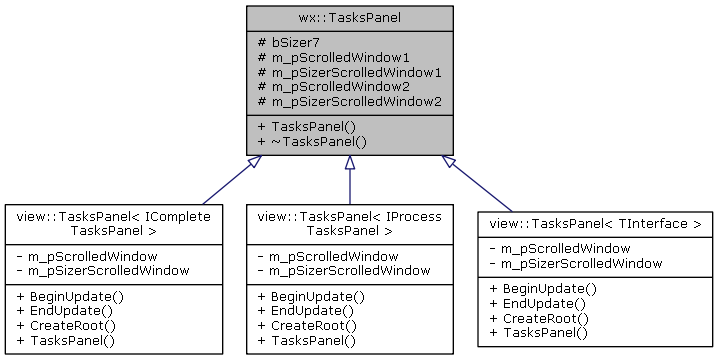 wx::TasksPanel
# bSizer7
# m_pScrolledWindow1
# m_pSizerScrolledWindow1
# m_pScrolledWindow2
# m_pSizerScrolledWindow2
+ TasksPanel()
+ ~TasksPanel()
view::TasksPanel< IComplete
TasksPanel >
- m_pScrolledWindow
- m_pSizerScrolledWindow
+ BeginUpdate()
+ EndUpdate()
+ CreateRoot()
+ TasksPanel()
view::TasksPanel< IProcess
TasksPanel >
- m_pScrolledWindow
- m_pSizerScrolledWindow
+ BeginUpdate()
+ EndUpdate()
+ CreateRoot()
+ TasksPanel()
view::TasksPanel< TInterface >
- m_pScrolledWindow
- m_pSizerScrolledWindow
+ BeginUpdate()
+ EndUpdate()
+ CreateRoot()
+ TasksPanel()